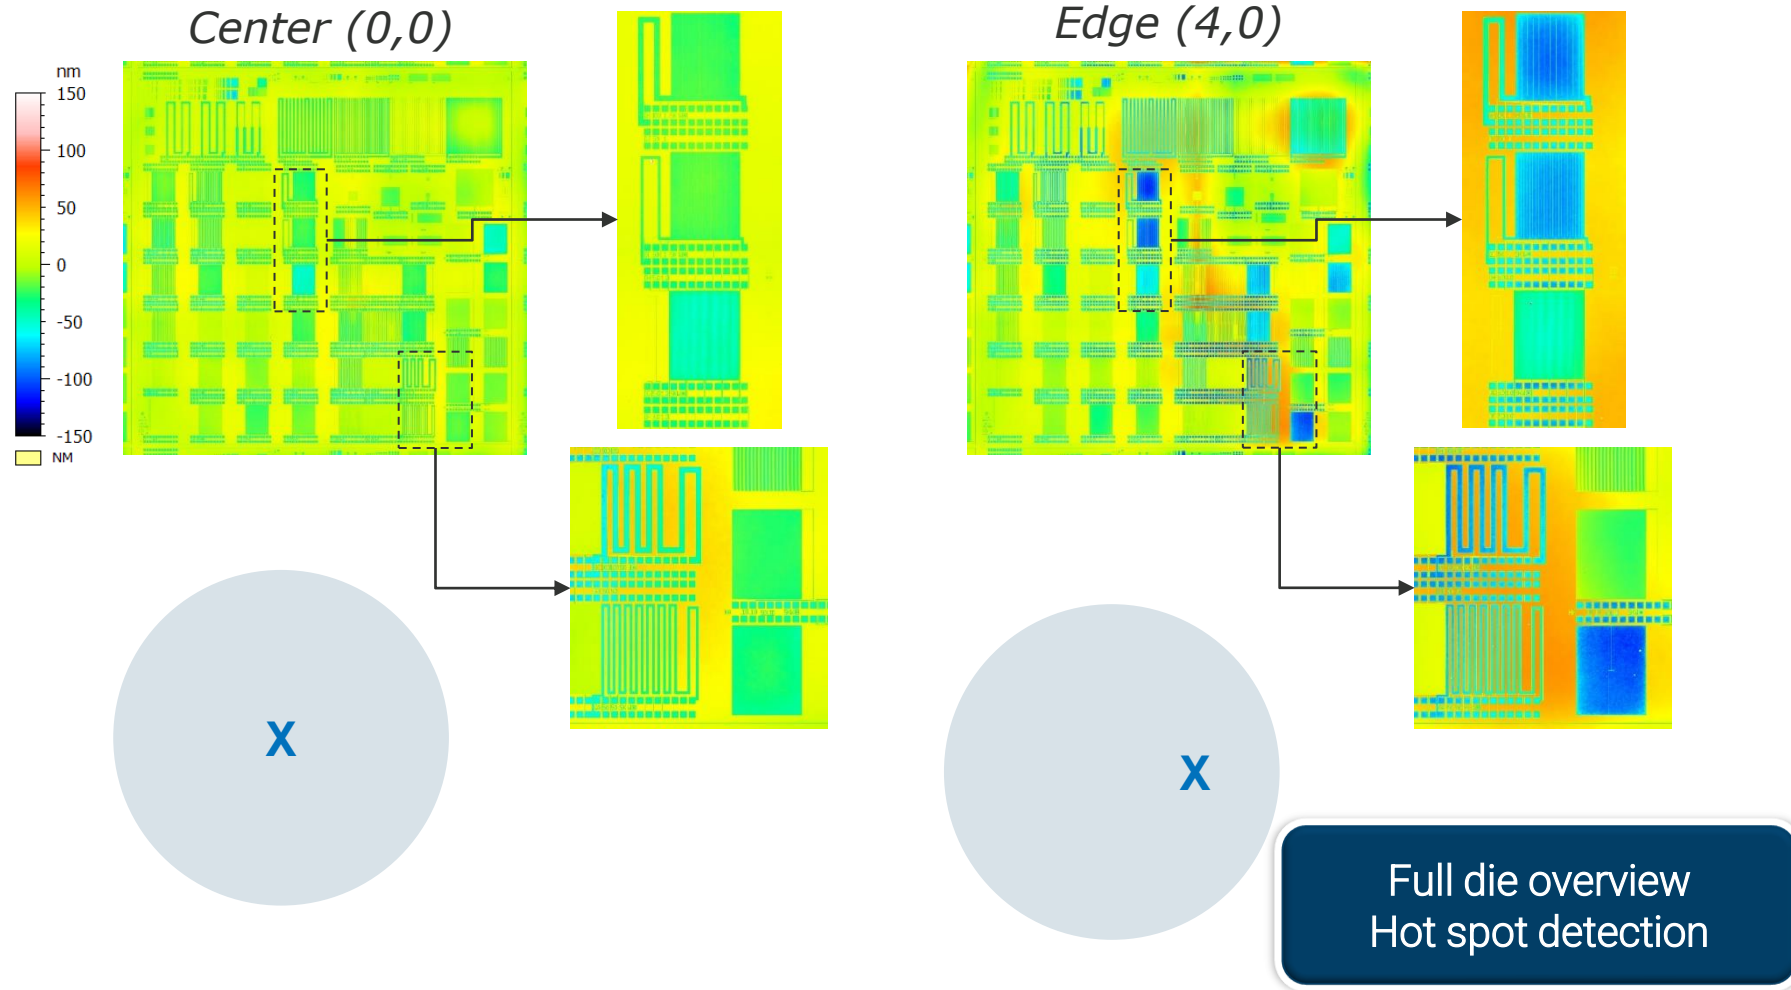 Center (0,0)
Edge (4,0)
nm
150
100
50
0
-50
-100
-150
NM
X
X
Full die overview
Hot spot detection